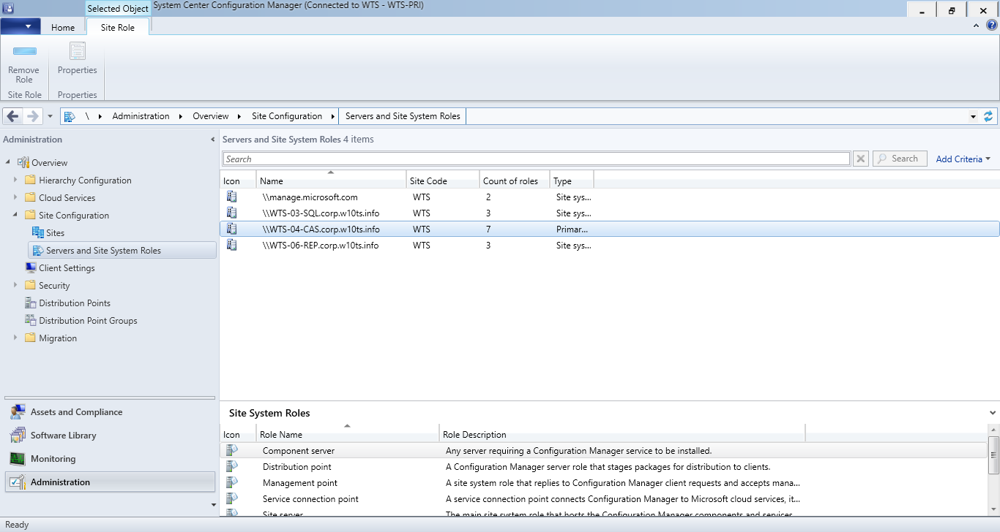 Selected Object
System Center Configuration Manager (Connected to WTS - WTS-PRI)
Home
Site Role
Remove
Role
Properties
Site Role
Properties
\ Administration Overview Site Configuration Servers and Site System Roles
Administration
Servers and Site System Roles 4 items
Search
Search
Add Criteria
Overview
Hierarchy Configuration
Cloud Services
Site Configuration
Sites
Servers and Site System Roles
Client Settings
Security
Distribution Points
Distribution Point Groups
Migration
Icon Name Site Code Count of roles Type
\\manage.microsoft.com WTS 2 Site sys...
\\WTS-03-SQL.corp.w10ts.info WTS 3 Site sys...
\\WTS-04-CAS.corp.w10ts.info WTS 7 Primar...
\\WTS-06-REP.corp.w10ts.info WTS 3 Site sys...
Assets and Compliance
Software Library
Monitoring
Administration
Site System Roles
Icon Role Name Role Description
Component server Any server requiring a Configuration Manager service to be installed.
Distribution point A Configuration Manager server role that stages packages for distribution to clients.
Management point A site system role that replies to Configuration Manager client requests and accepts mana...
Service connection point A service connection point connects Configuration Manager to Microsoft cloud services, it...
Site server The main site system role that hosts the Configuration Manager components and services
Ready